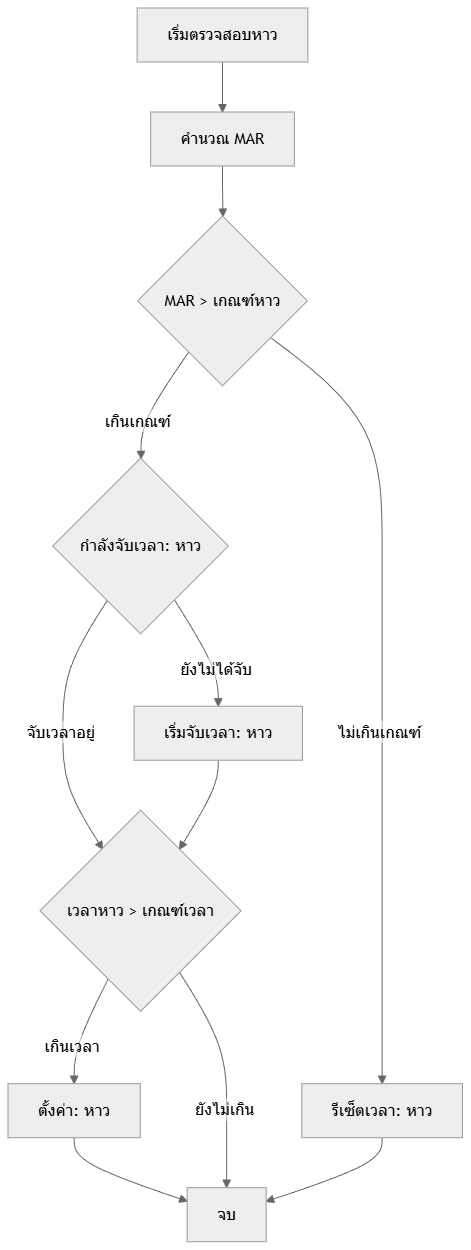 เริ่มตรวจสอบหาว
คำนวณ MAR
MAR > เกณฑ์หาว
เกินเกณฑ์
กำลังจับเวลา: หาว
ยังไม่ได้จับ
จับเวลาอยู่
เริ่มจับเวลา: หาว
ไม่เกินเกณฑ์
เวลาหาว > เกณฑ์เวลา
เกินเวลา
ยังไม่เกิน
ตั้งค่า: หาว
รีเซ็ตเวลา: หาว
จบ